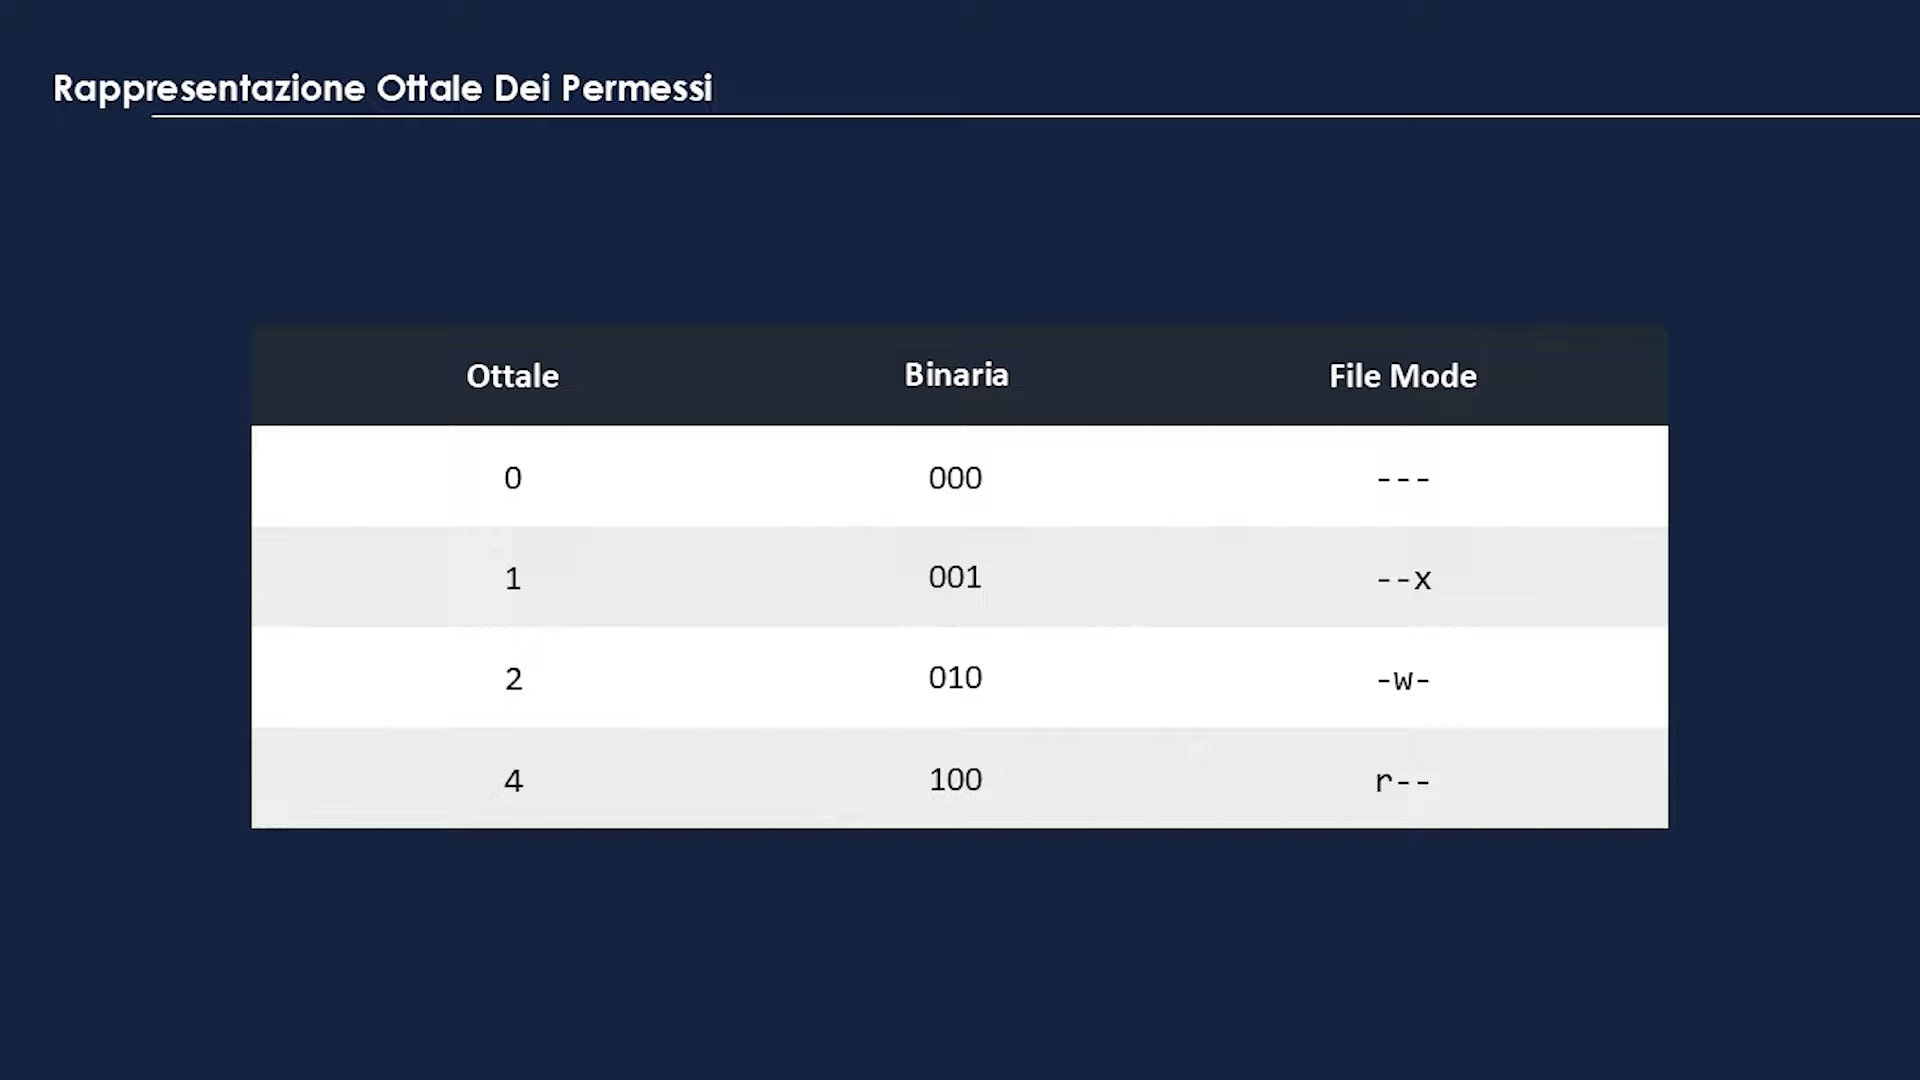 Rappresentazione Ottale Dei Permessi
Ottale Binaria File Mode
0 000 ---
1 001 --x
2 010 -w-
4 100 r--